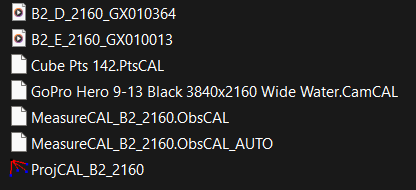 B2_D_2160_GX010364
B2_E_2160_GX010013
Cube Pts 142.PtsCAL
GoPro Hero 9-13 Black 3840x2160 Wide Water.CamCAL
MeasureCAL_B2_2160.ObsCAL
MeasureCAL_B2_2160.ObsCAL_AUTO
ProjCAL_B2_2160